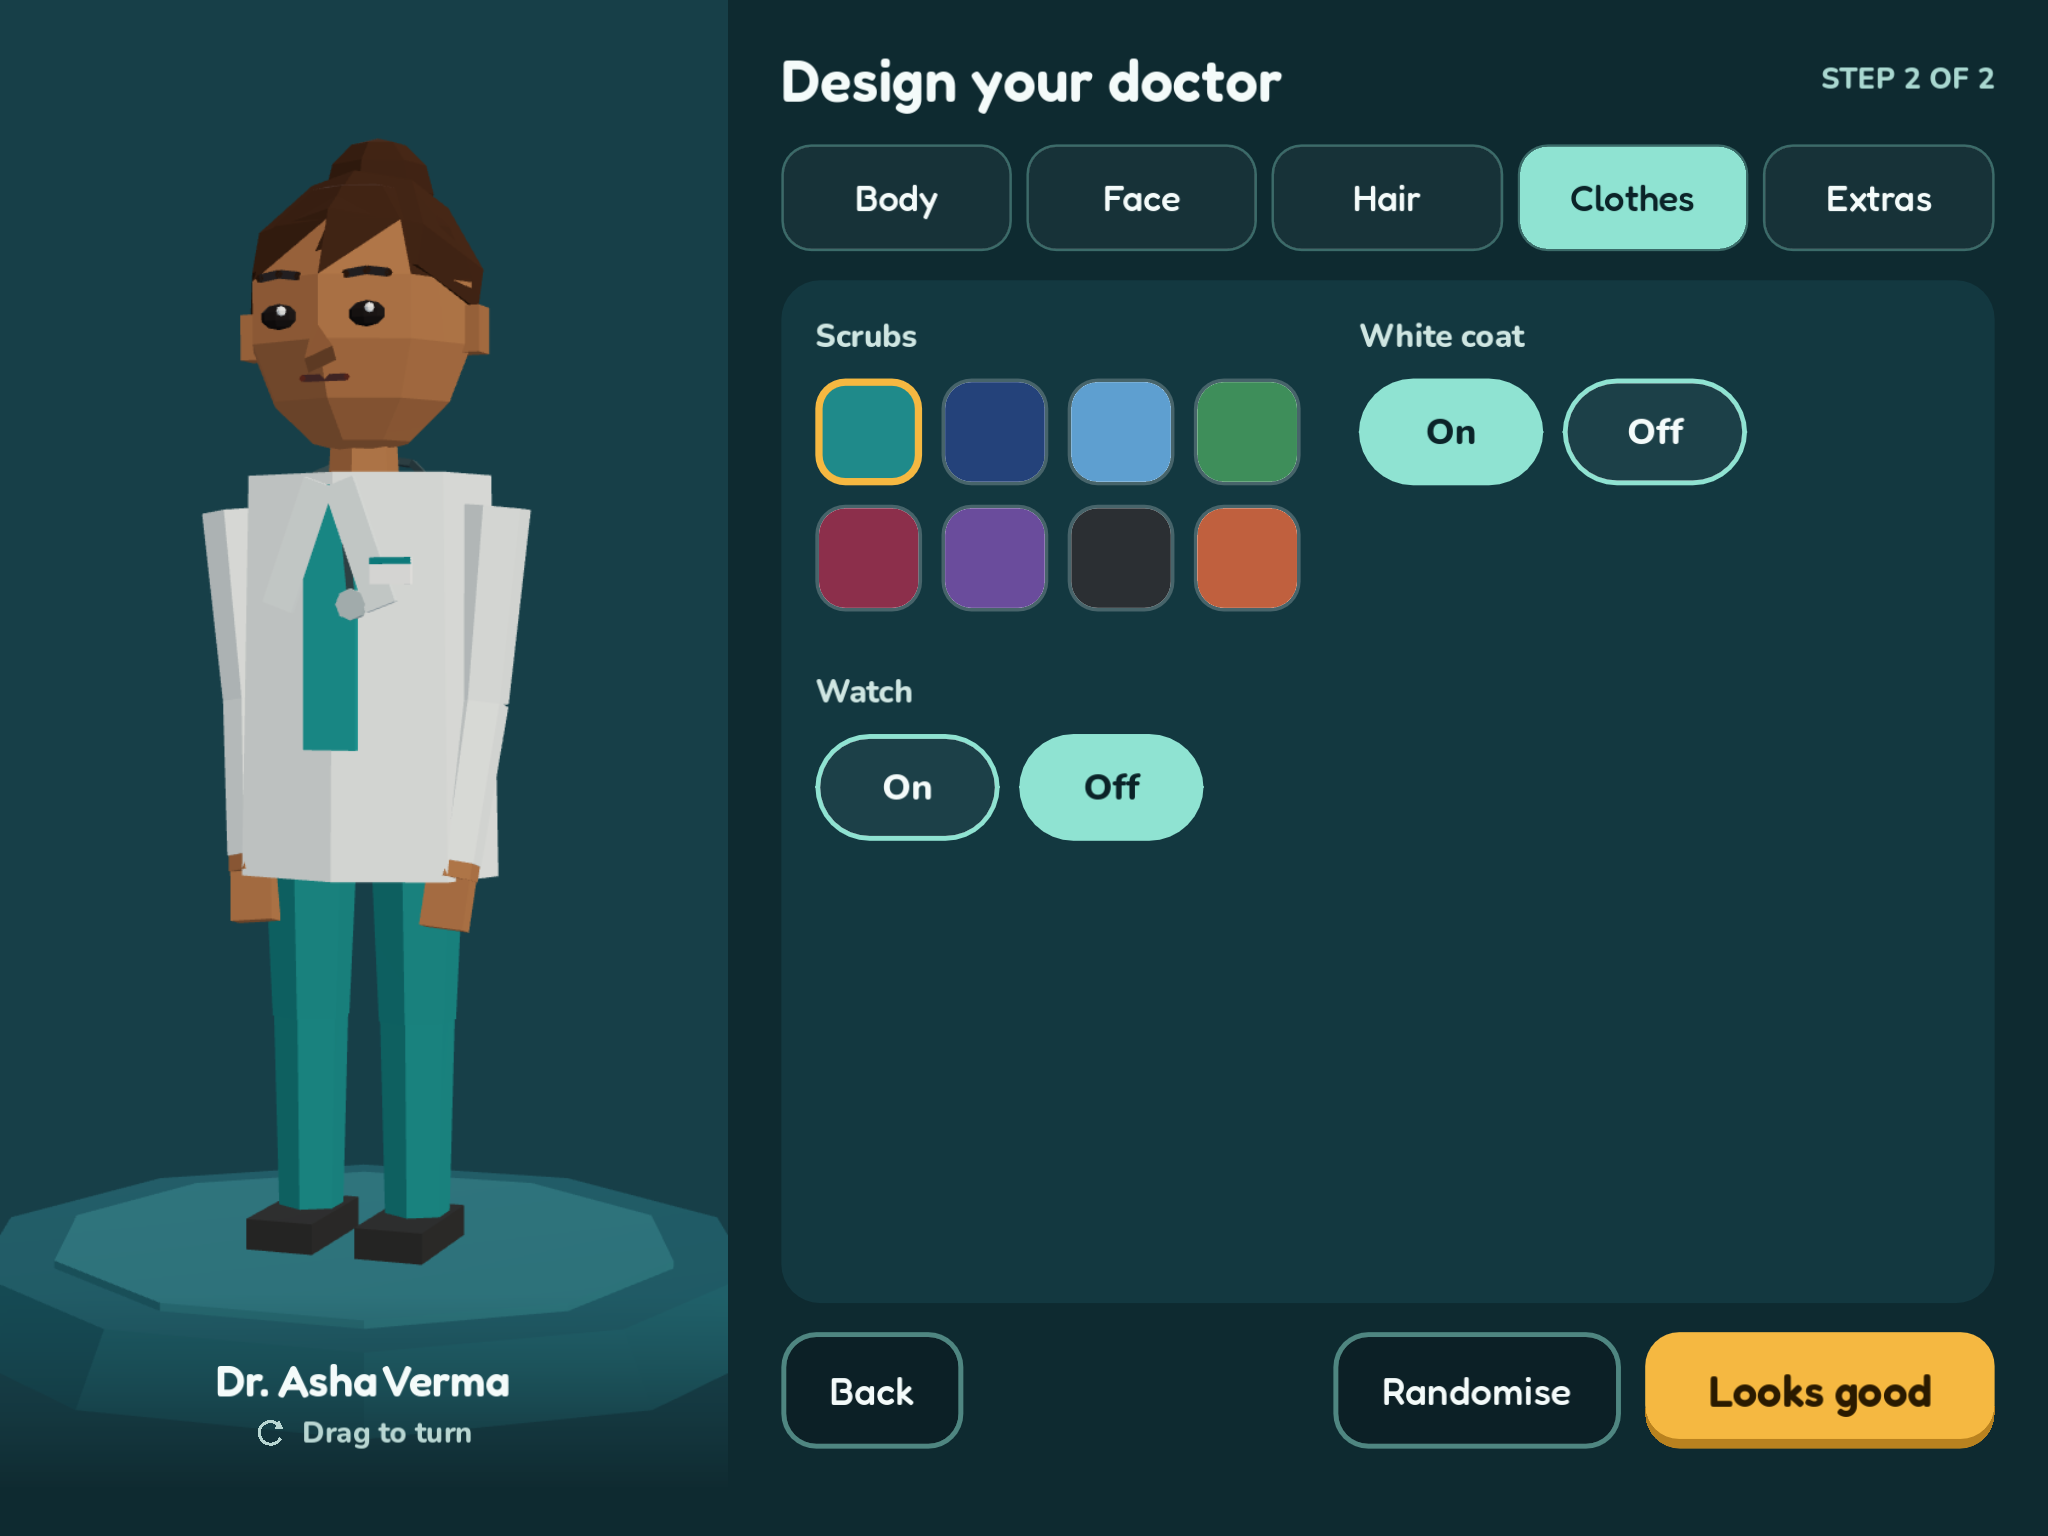 Design your doctor
STEP 2 OF 2
Body
Face
Hair
Clothes
Extras
Scrubs
White coat
On
Off
Watch
On
Off
Dr. Asha Verma
Drag to turn
Back
Randomise
Looks good